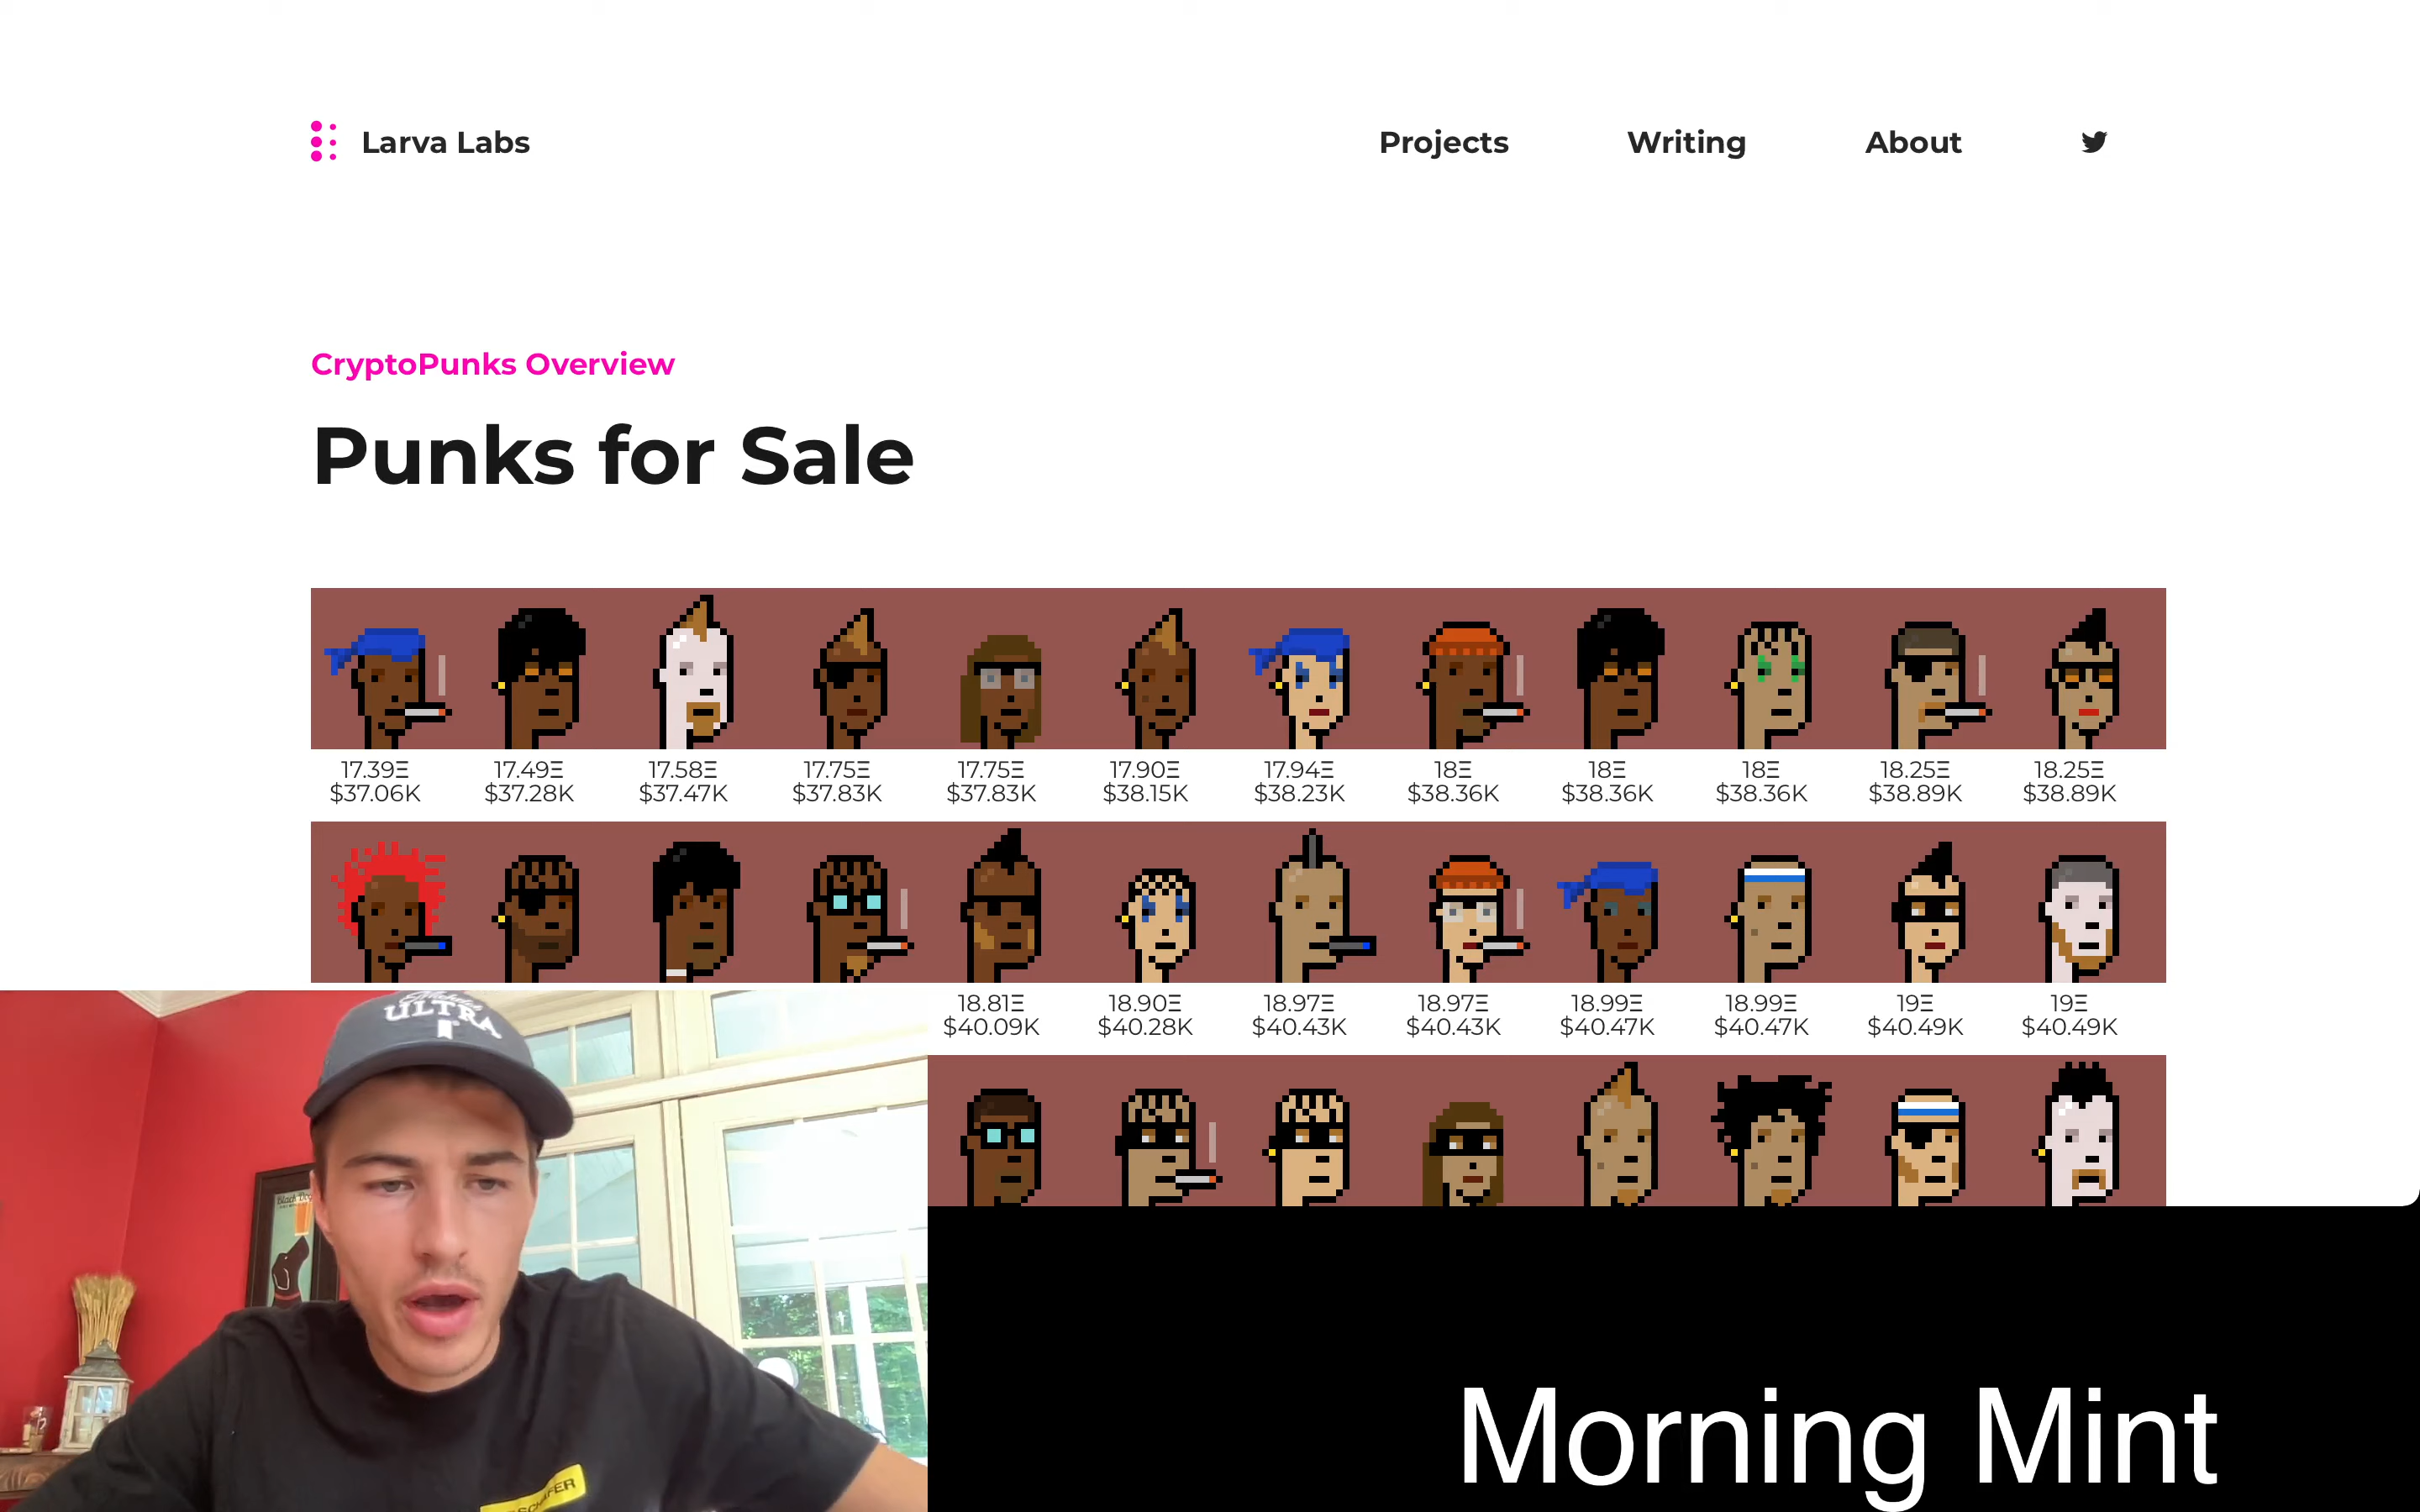 Larva Labs
Projects Writing About
CryptoPunks Overview
Punks for Sale
17.39Ξ 17.49Ξ 17.58Ξ 17.75Ξ 17.75Ξ 17.90Ξ 17.94Ξ 18Ξ 18Ξ 18Ξ 18.25Ξ 18.25Ξ
$37.06K $37.28K $37.47K $37.83K $37.83K $38.15K $38.23K $38.36K $38.36K $38.36K $38.89K $38.89K
18.81Ξ 18.90Ξ 18.97Ξ 18.97Ξ 18.99Ξ 18.99Ξ 19Ξ 19Ξ
$40.09K $40.28K $40.43K $40.43K $40.47K $40.47K $40.49K $40.49K
ULTRA
Black Dog
Morning Mint